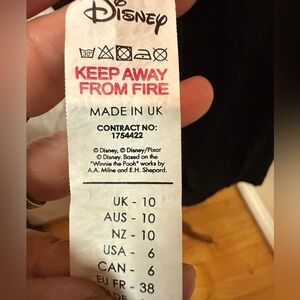 Disney
KEEP AWAY
FROM FIRE
MADE IN UK
CONTRACT NO:
1754422
© Disney, © Disney/Pixar
© Disney. Based on the
"Winnie the Pooh" works by
A.A. Milne and E.H. Shepard.
UK - 10
AUS - 10
NZ - 10
USA - 6
CAN - 6
EU FR - 38